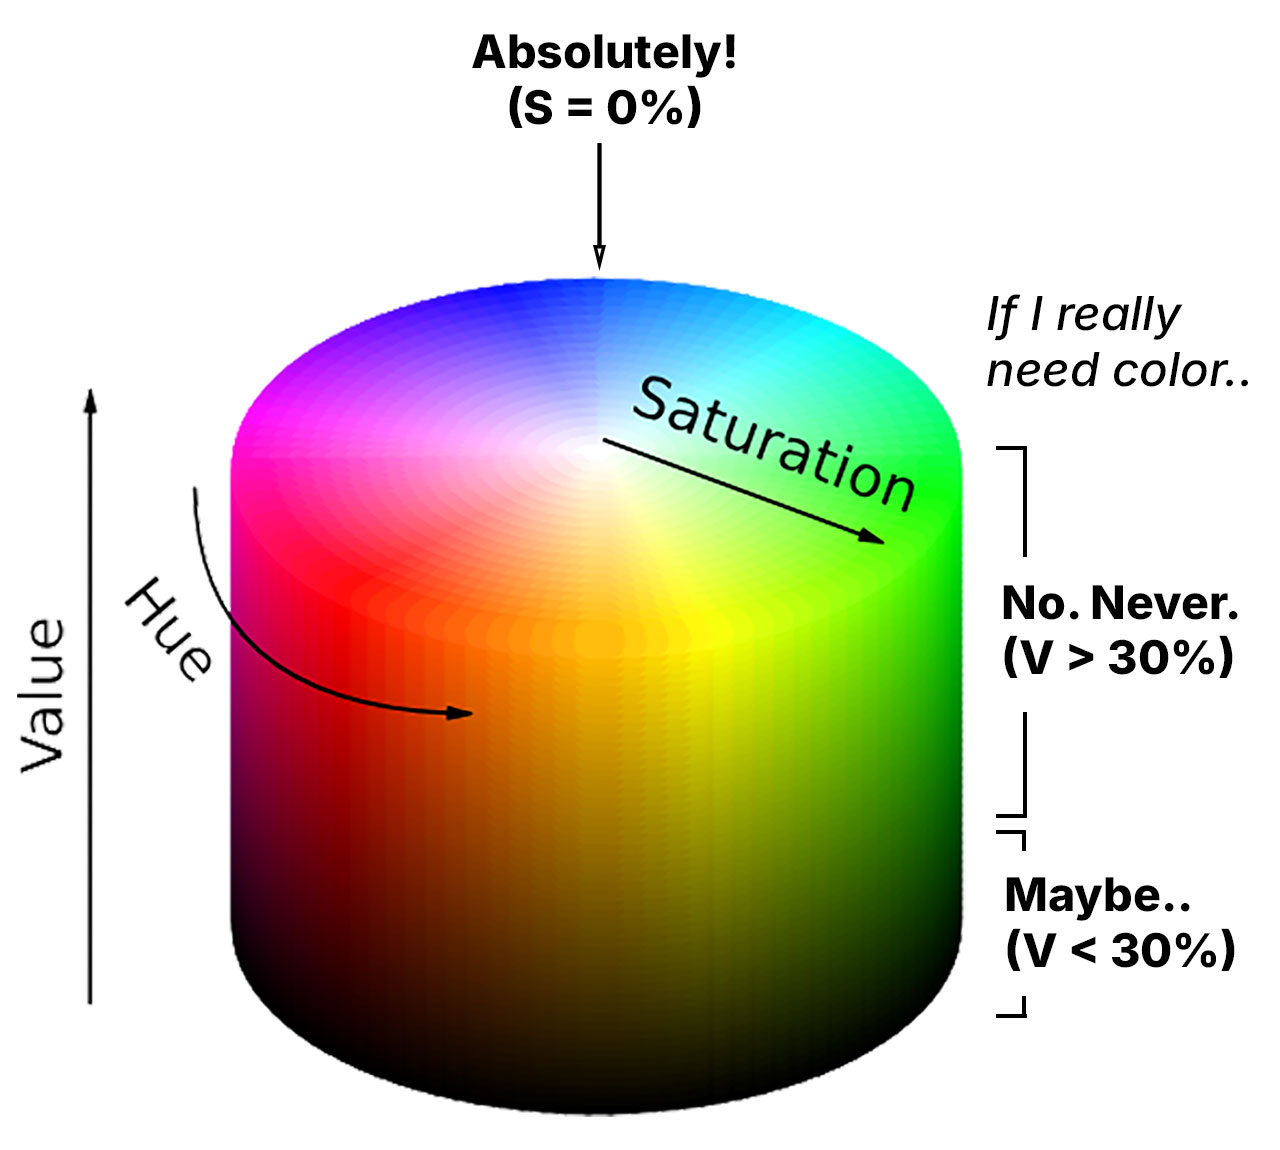 Absolutely!
(S = 0%)
If I really
need color..
Saturation
Hue
Value
No. Never.
(V > 30%)
Maybe..
(V < 30%)